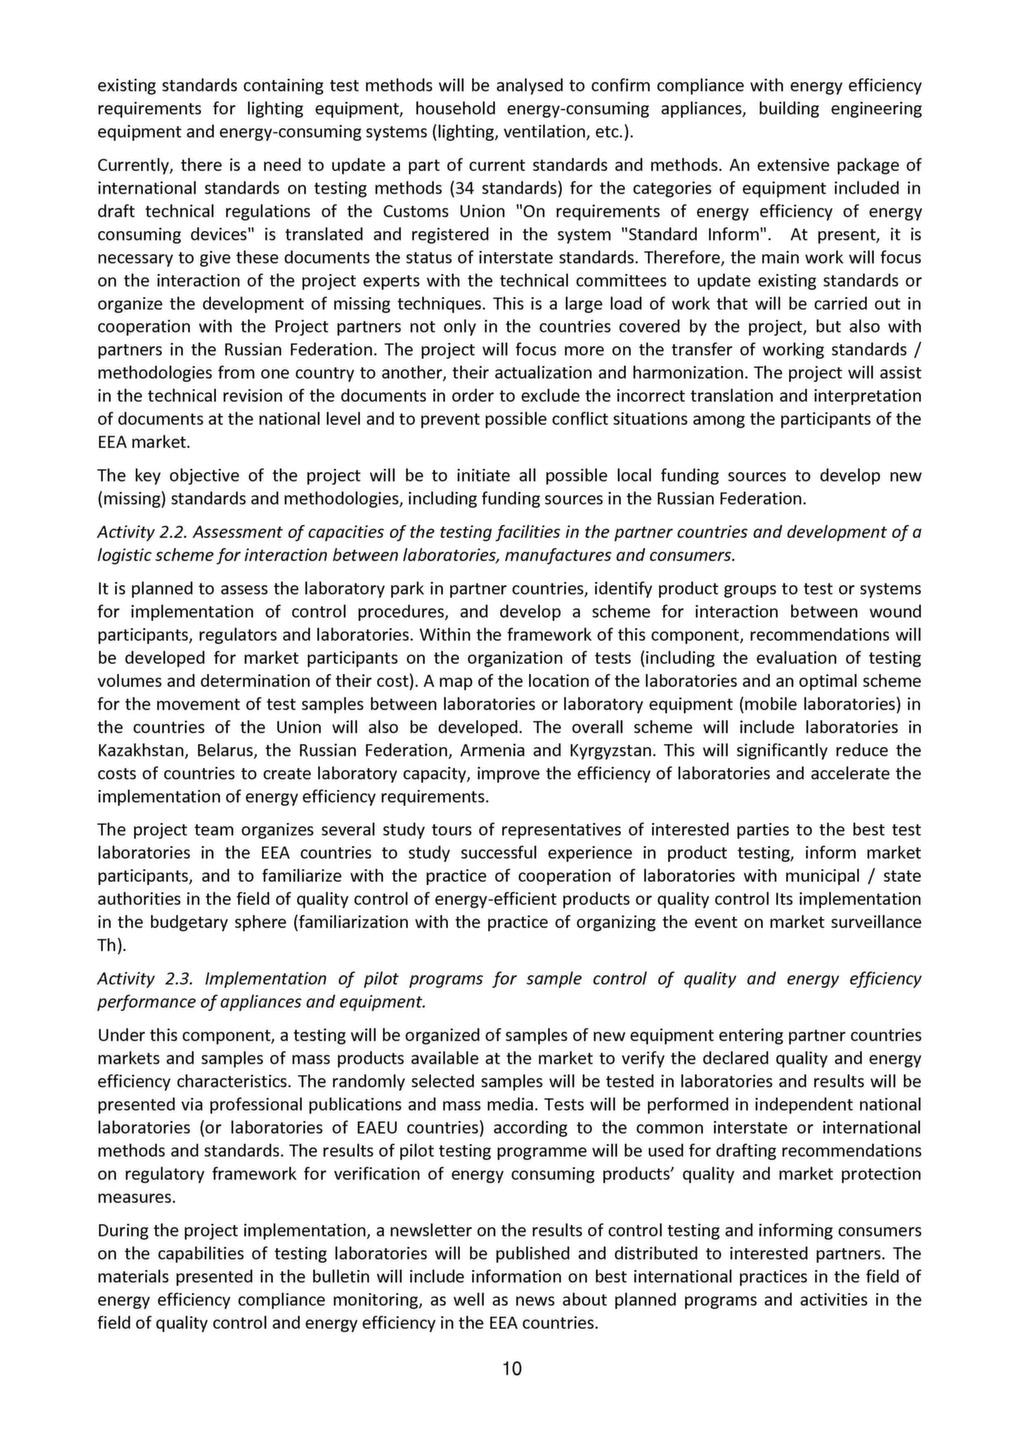 existing standards containing test methods will be analysed to confirm compliance with energy efficiency
requirements for lighting equipment, household energy-consuming appliances, building engineering
equipment and energy-consuming systems (lighting, ventilation, etc.).
Currently, there is a need to update a part of current standards and methods. An extensive package of
international standards on testing methods (34 standards) for the categories of equipment included in
draft technical regulations of the Customs Union "On requirements of energy efficiency of energy
consuming devices" is translated and registered in the system "Standard Inform".  At present, it is
necessary to give these documents the status of interstate standards. Therefore, the main work will focus
on the interaction of the project experts with the technical committees to update existing standards or
organize the development of missing techniques. This is a large load of work that will be carried out in
cooperation with the Project partners not only in the countries covered by the project, but also with
partners in the Russian Federation. The project will focus more on the transfer of working standards /
methodologies from one country to another, their actualization and harmonization. The project will assist
in the technical revision of the documents in order to exclude the incorrect translation and interpretation
of documents at the national level and to prevent possible conflict situations among the participants of the
EEA market.
The key objective of the project will be to initiate all possible local funding sources to develop new
(missing) standards and methodologies, including funding sources in the Russian Federation.
Activity 2.2. Assessment of capacities of the testing facilities in the partner countries and development of a
logistic scheme for interaction between laboratories, manufactures and consumers.
It is planned to assess the laboratory park in partner countries, identify product groups to test or systems
for implementation of control procedures, and develop a scheme for interaction between wound
participants, regulators and laboratories. Within the framework of this component, recommendations will
be developed for market participants on the organization of tests (including the evaluation of testing
volumes and determination of their cost). A map of the location of the laboratories and an optimal scheme
for the movement of test samples between laboratories or laboratory equipment (mobile laboratories) in
the countries of the Union will also be developed. The overall scheme will include laboratories in
Kazakhstan, Belarus, the Russian Federation, Armenia and Kyrgyzstan. This will significantly reduce the
costs of countries to create laboratory capacity, improve the efficiency of laboratories and accelerate the
implementation of energy efficiency requirements.
The project team organizes several study tours of representatives of interested parties to the best test
laboratories in the EEA countries to study successful experience in product testing, inform market
participants, and to familiarize with the practice of cooperation of laboratories with municipal / state
authorities in the field of quality control of energy-efficient products or quality control Its implementation
in the budgetary sphere (familiarization with the practice of organizing the event on market surveillance
Th).
Activity 2.3. Implementation of pilot programs for sample control of quality and energy efficiency
performance of appliances and equipment.
Under this component, a testing will be organized of samples of new equipment entering partner countries
markets and samples of mass products available at the market to verify the declared quality and energy
efficiency characteristics. The randomly selected samples will be tested in laboratories and results will be
presented via professional publications and mass media. Tests will be performed in independent national
laboratories (or laboratories of EAEU countries) according to the common interstate or international
methods and standards. The results of pilot testing programme will be used for drafting recommendations
on regulatory framework for verification of energy consuming products’ quality and market protection
measures.
During the project implementation, a newsletter on the results of control testing and informing consumers
on the capabilities of testing laboratories will be published and distributed to interested partners. The
materials presented in the bulletin will include information on best international practices in the field of
energy efficiency compliance monitoring, as well as news about planned programs and activities in the
field of quality control and energy efficiency in the EEA countries.
10